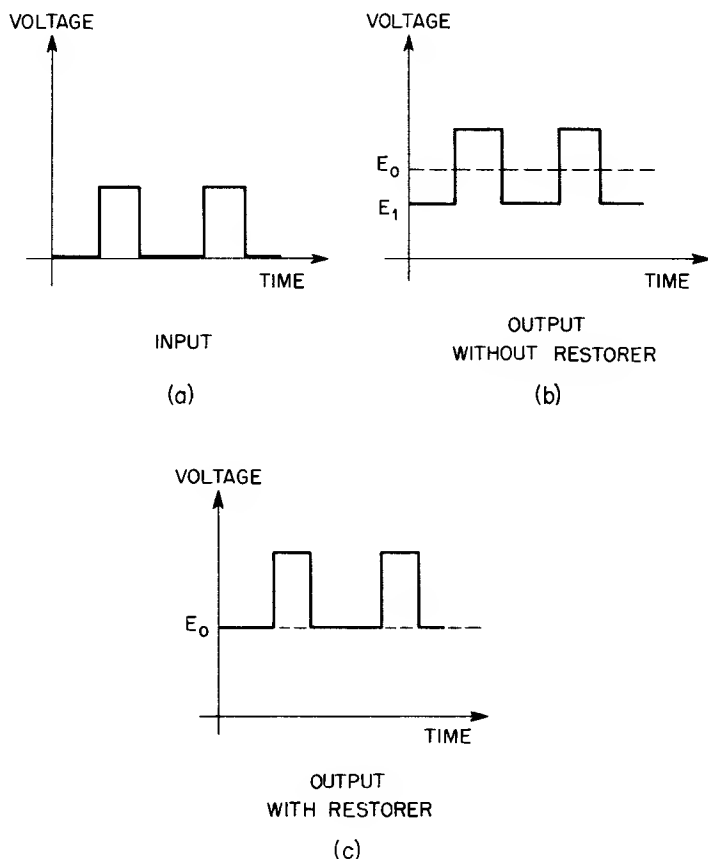 VOLTAGE
TIME
INPUT
(a)
VOLTAGE
E₀
E₁
TIME
OUTPUT
WITHOUT RESTORER
(b)
VOLTAGE
E₀
TIME
OUTPUT
WITH RESTORER
(c)